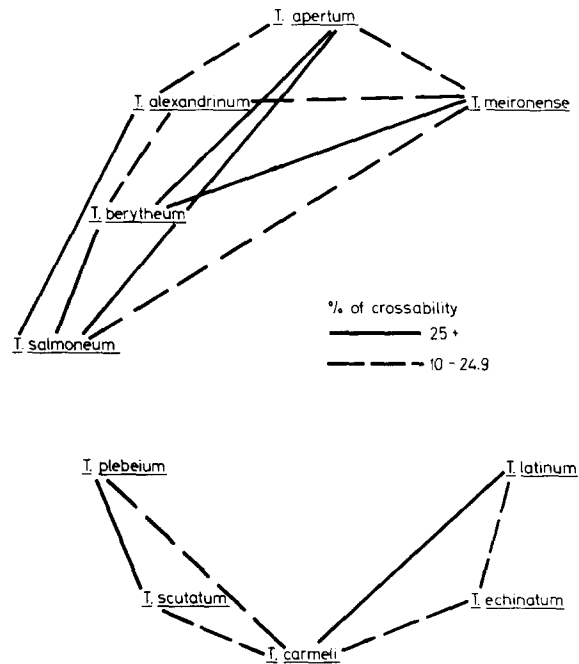 T. apertum
T. alexandrinum
T. meironense
T. berytheum
% of crossability
25 +
T. salmoneum
10 - 24.9
T. plebeium
T. latinum
T. scutatum
T. echinatum
T. carmeli